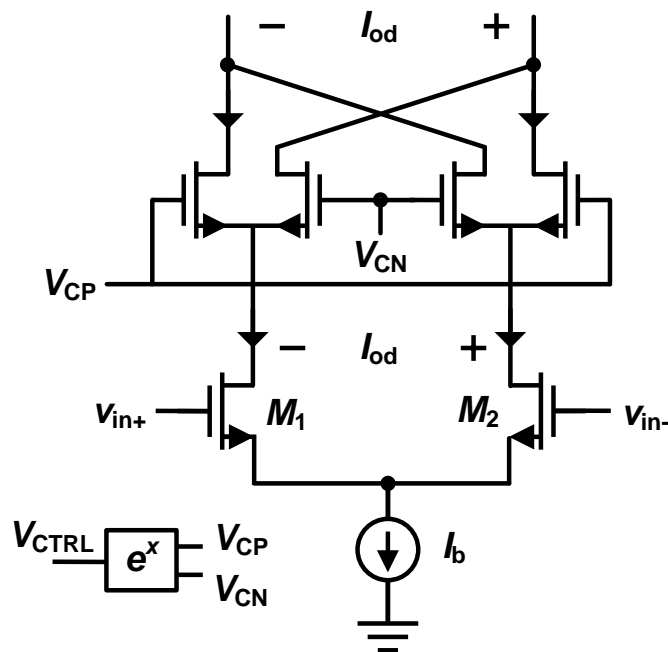 − Iod +
VCN
VCP
− Iod +
vin+ M1 M2 vin-
VCTRL eˣ VCP
VCN
Ib